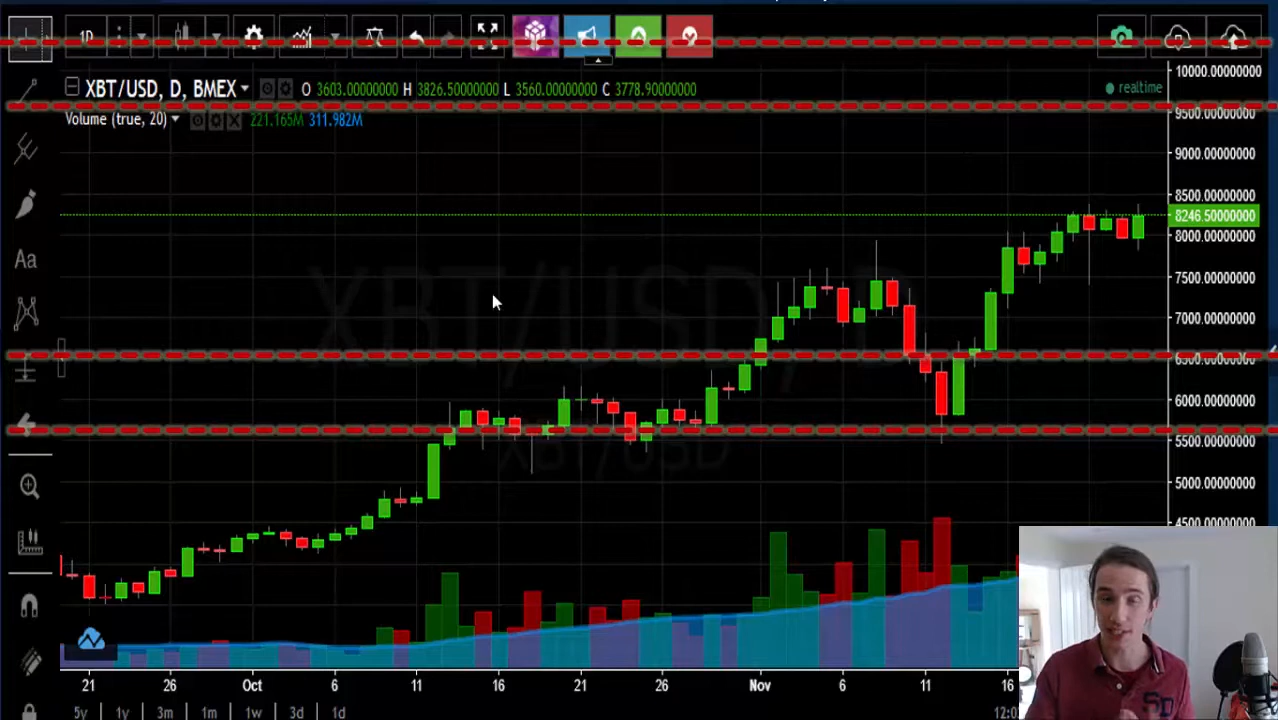 1D
10000.00000000
XBT/USD, D, BMEX O 3603.00000000 H 3826.50000000 L 3560.00000000 C 3778.90000000 realtime
Volume (true, 20) 221.165M 311.982M
9500.00000000
9000.00000000
8500.00000000
8246.50000000
8000.00000000
Aa
7500.00000000
XBT/USD, D
7000.00000000
6500.00000000
6000.00000000
5500.00000000
XBT/USD
5000.00000000
4500.00000000
21 26 Oct 6 11 16 21 26 Nov 6 11 16
5y 1y 3m 1m 1w 3d 1d